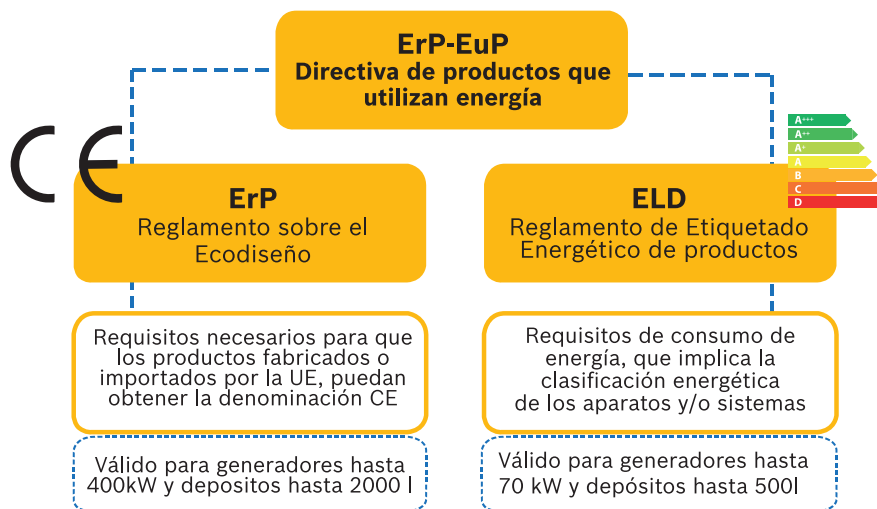 ErP-EuP
Directiva de productos que
utilizan energía
CE
A+++
A++
A+
A
B
C
D
ErP
Reglamento sobre el
Ecodiseño
ELD
Reglamento de Etiquetado
Energético de productos
Requisitos necesarios para que
los productos fabricados o
importados por la UE, puedan
obtener la denominación CE
Requisitos de consumo de
energía, que implica la
clasificación energética
de los aparatos y/o sistemas
Válido para generadores hasta
400kW y depositos hasta 2000 l
Válido para generadores hasta
70 kW y depósitos hasta 500l